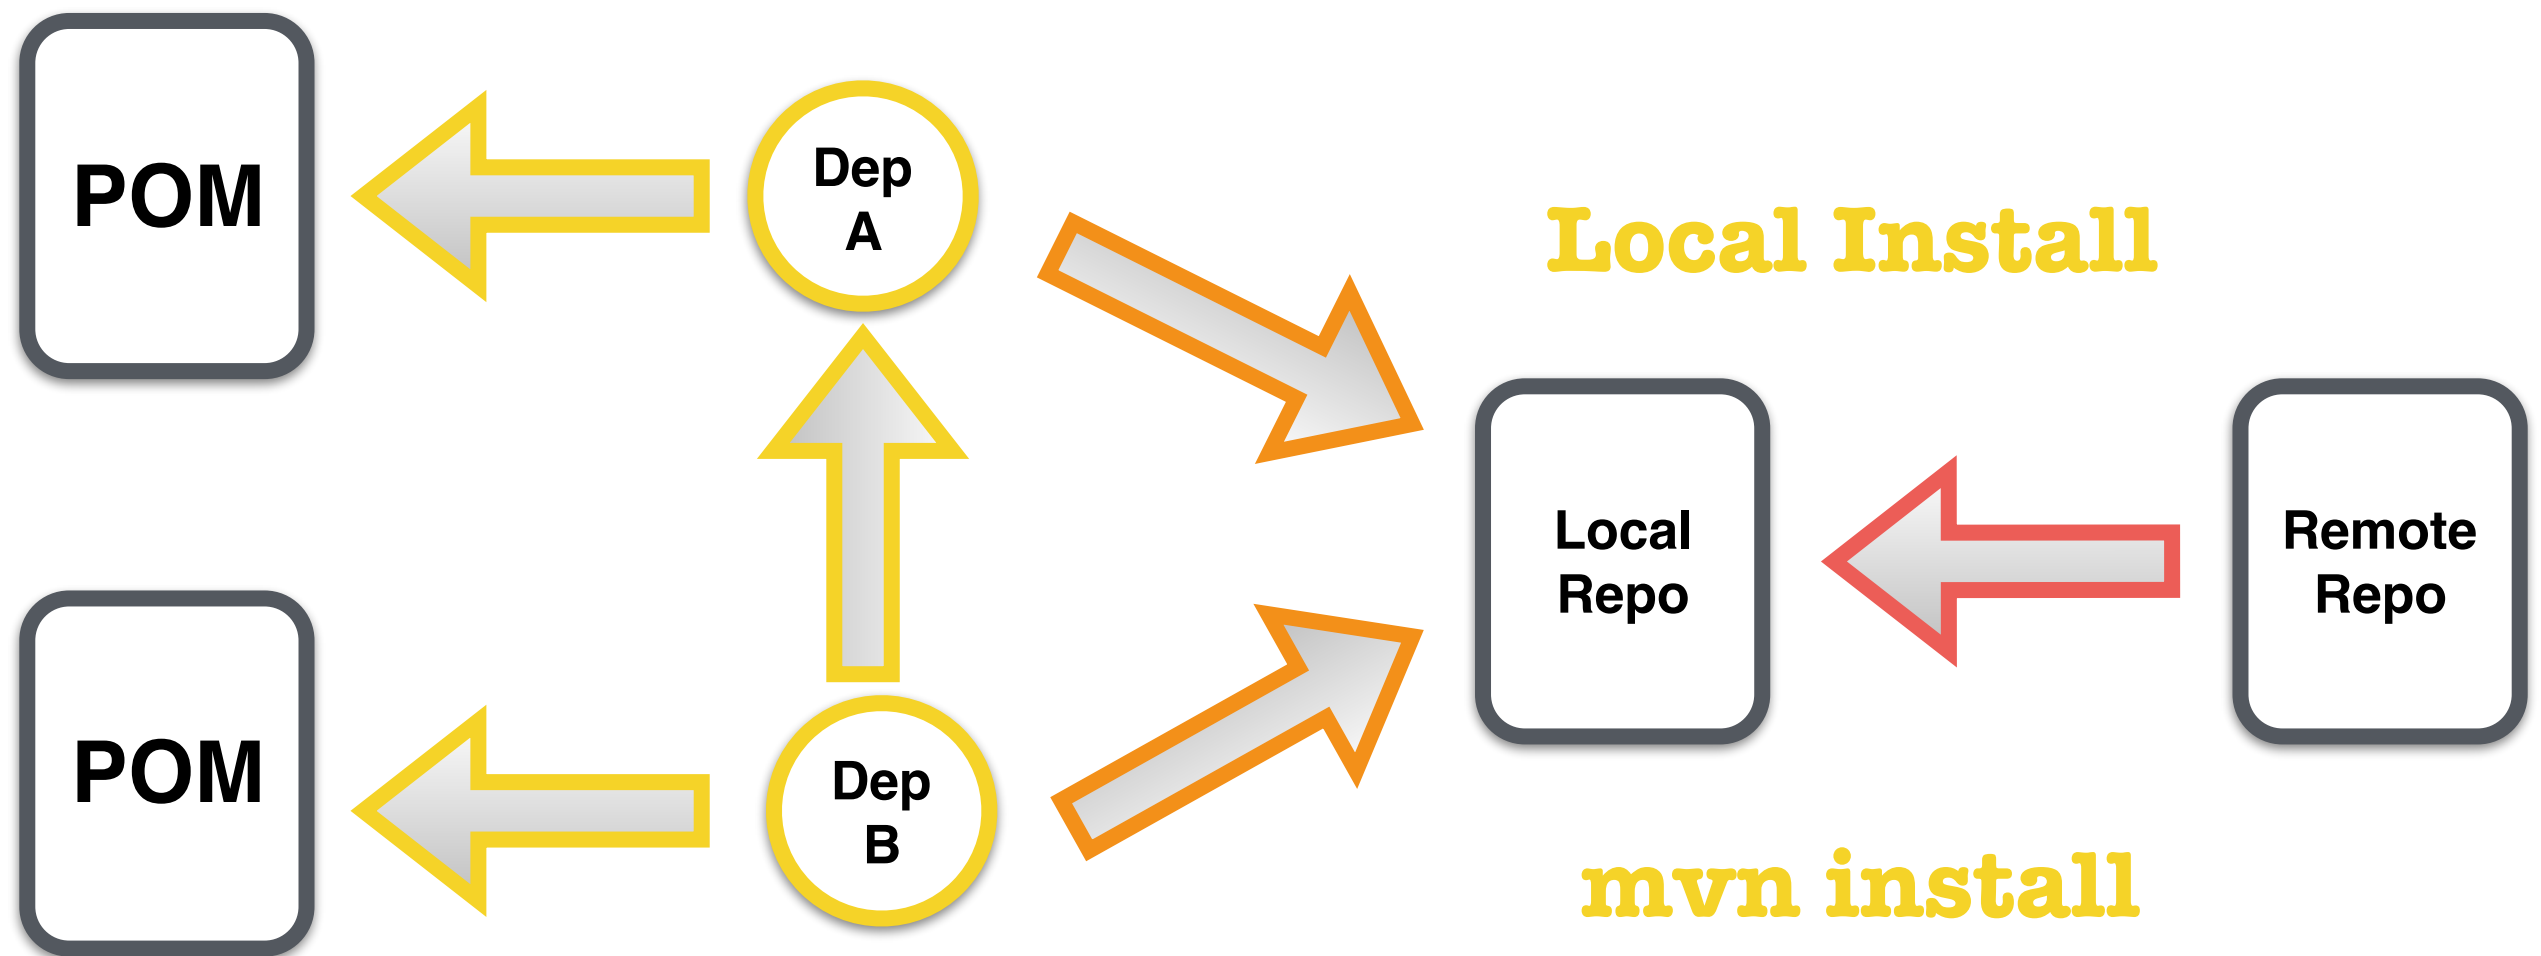 POM
Dep
A
Local Install
Local
Repo
Remote
Repo
POM
Dep
B
mvn install